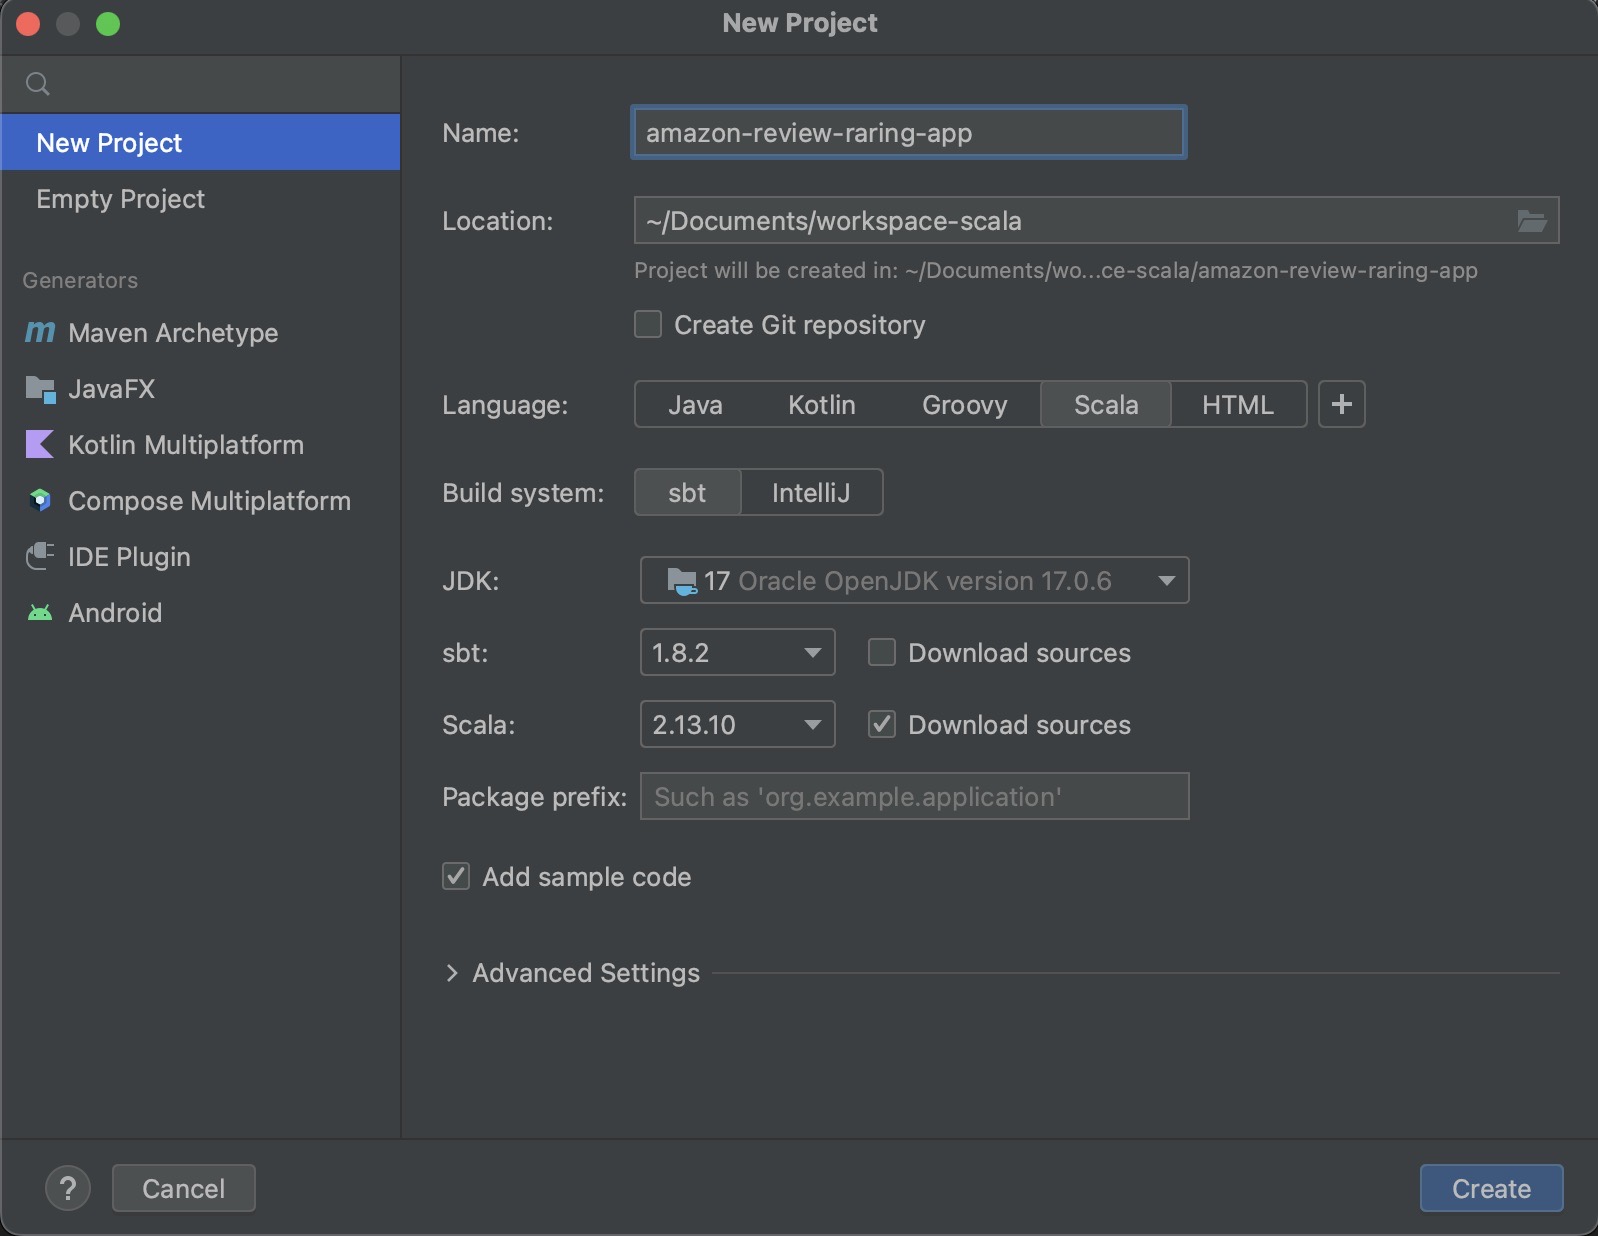 New Project
New Project
Empty Project
Generators
Maven Archetype
JavaFX
Kotlin Multiplatform
Compose Multiplatform
IDE Plugin
Android
Name: amazon-review-raring-app
Location: ~/Documents/workspace-scala
Project will be created in: ~/Documents/wo...ce-scala/amazon-review-raring-app
Create Git repository
Language: Java Kotlin Groovy Scala HTML +
Build system: sbt IntelliJ
JDK: 17 Oracle OpenJDK version 17.0.6
sbt: 1.8.2 Download sources
Scala: 2.13.10 Download sources
Package prefix: Such as 'org.example.application'
Add sample code
Advanced Settings
? Cancel Create